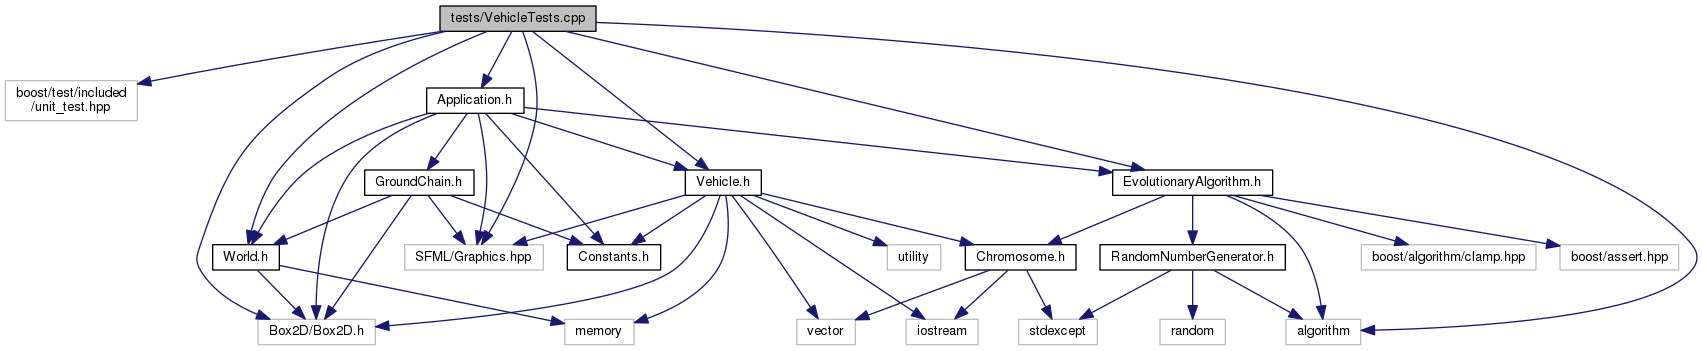 tests/VehicleTests.cpp
boost/test/included
/unit_test.hpp
Application.h
GroundChain.h
Vehicle.h
EvolutionaryAlgorithm.h
World.h
SFML/Graphics.hpp
Constants.h
utility
Chromosome.h
RandomNumberGenerator.h
boost/algorithm/clamp.hpp
boost/assert.hpp
Box2D/Box2D.h
memory
vector
iostream
stdexcept
random
algorithm